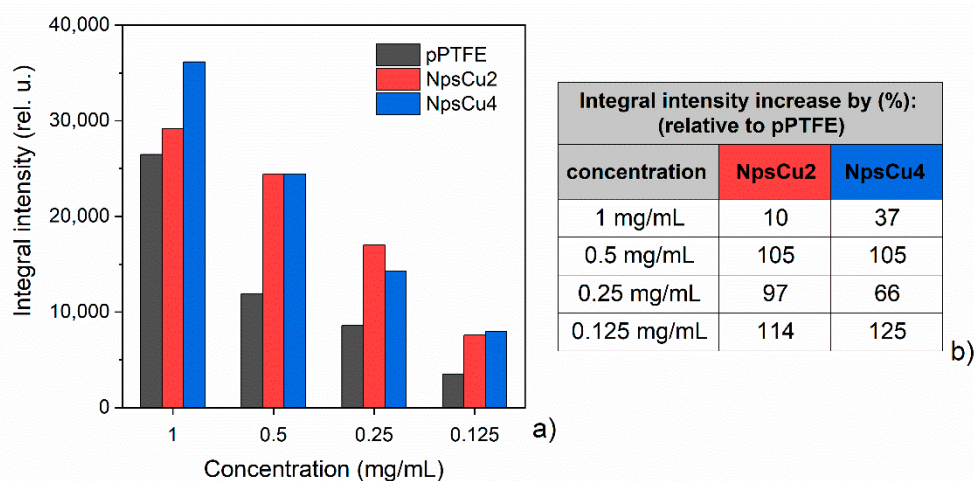 40,000
30,000
20,000
10,000
0
Integral intensity (rel. u.)
pPTFE
NpsCu2
NpsCu4
1 0.5 0.25 0.125
Concentration (mg/mL)
a)
Integral intensity increase by (%):
(relative to pPTFE)
concentration NpsCu2 NpsCu4
1 mg/mL 10 37
0.5 mg/mL 105 105
0.25 mg/mL 97 66
0.125 mg/mL 114 125
b)